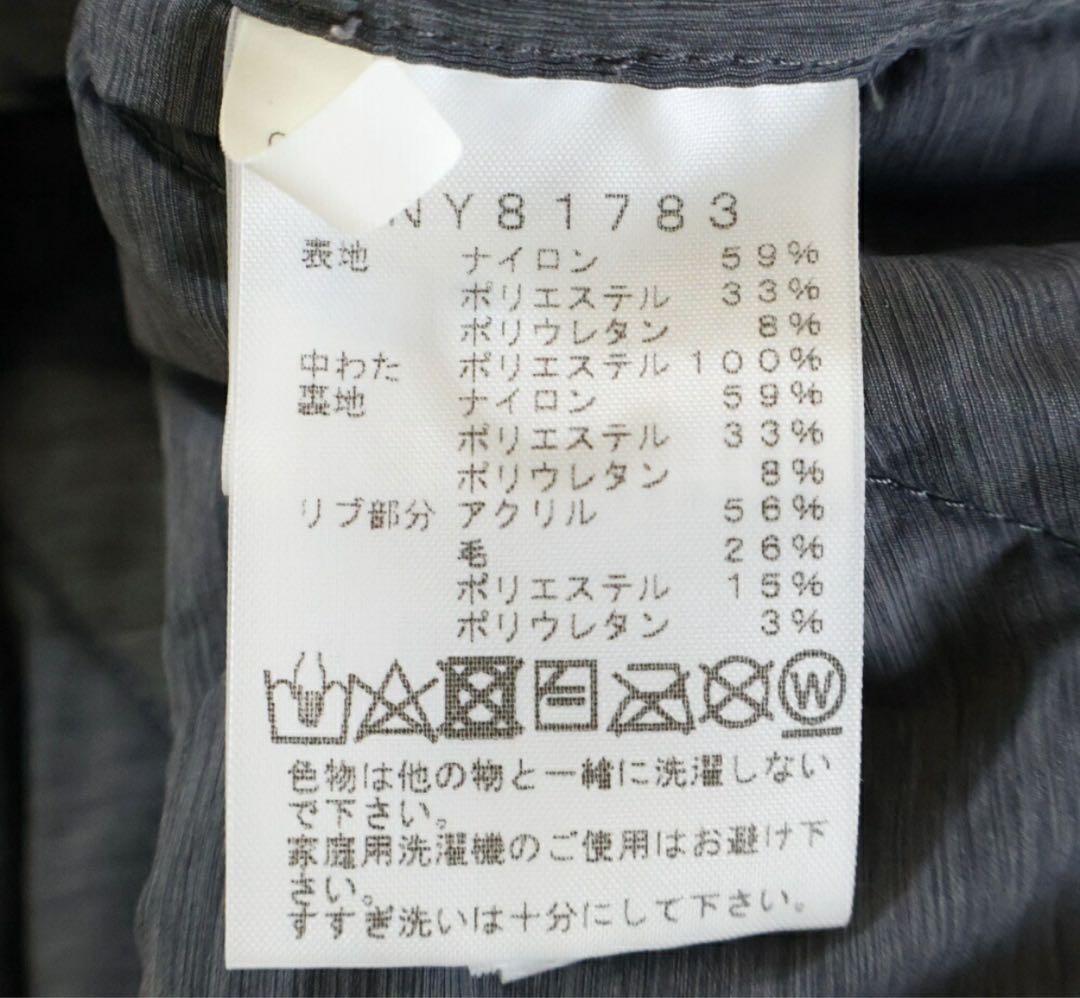 NY81783
表地 ナイロン 59%
ポリエステル 33%
ポリウレタン 8%
中わた ポリエステル 100%
裏地 ナイロン 59%
ポリエステル 33%
ポリウレタン 8%
リブ部分 アクリル 56%
毛 26%
ポリエステル 15%
ポリウレタン 3%
W
色物は他の物と一緒に洗濯しない
で下さい。
家庭用洗濯機のご使用はお避け下
さい。
すすぎ洗いは十分にして下さい。